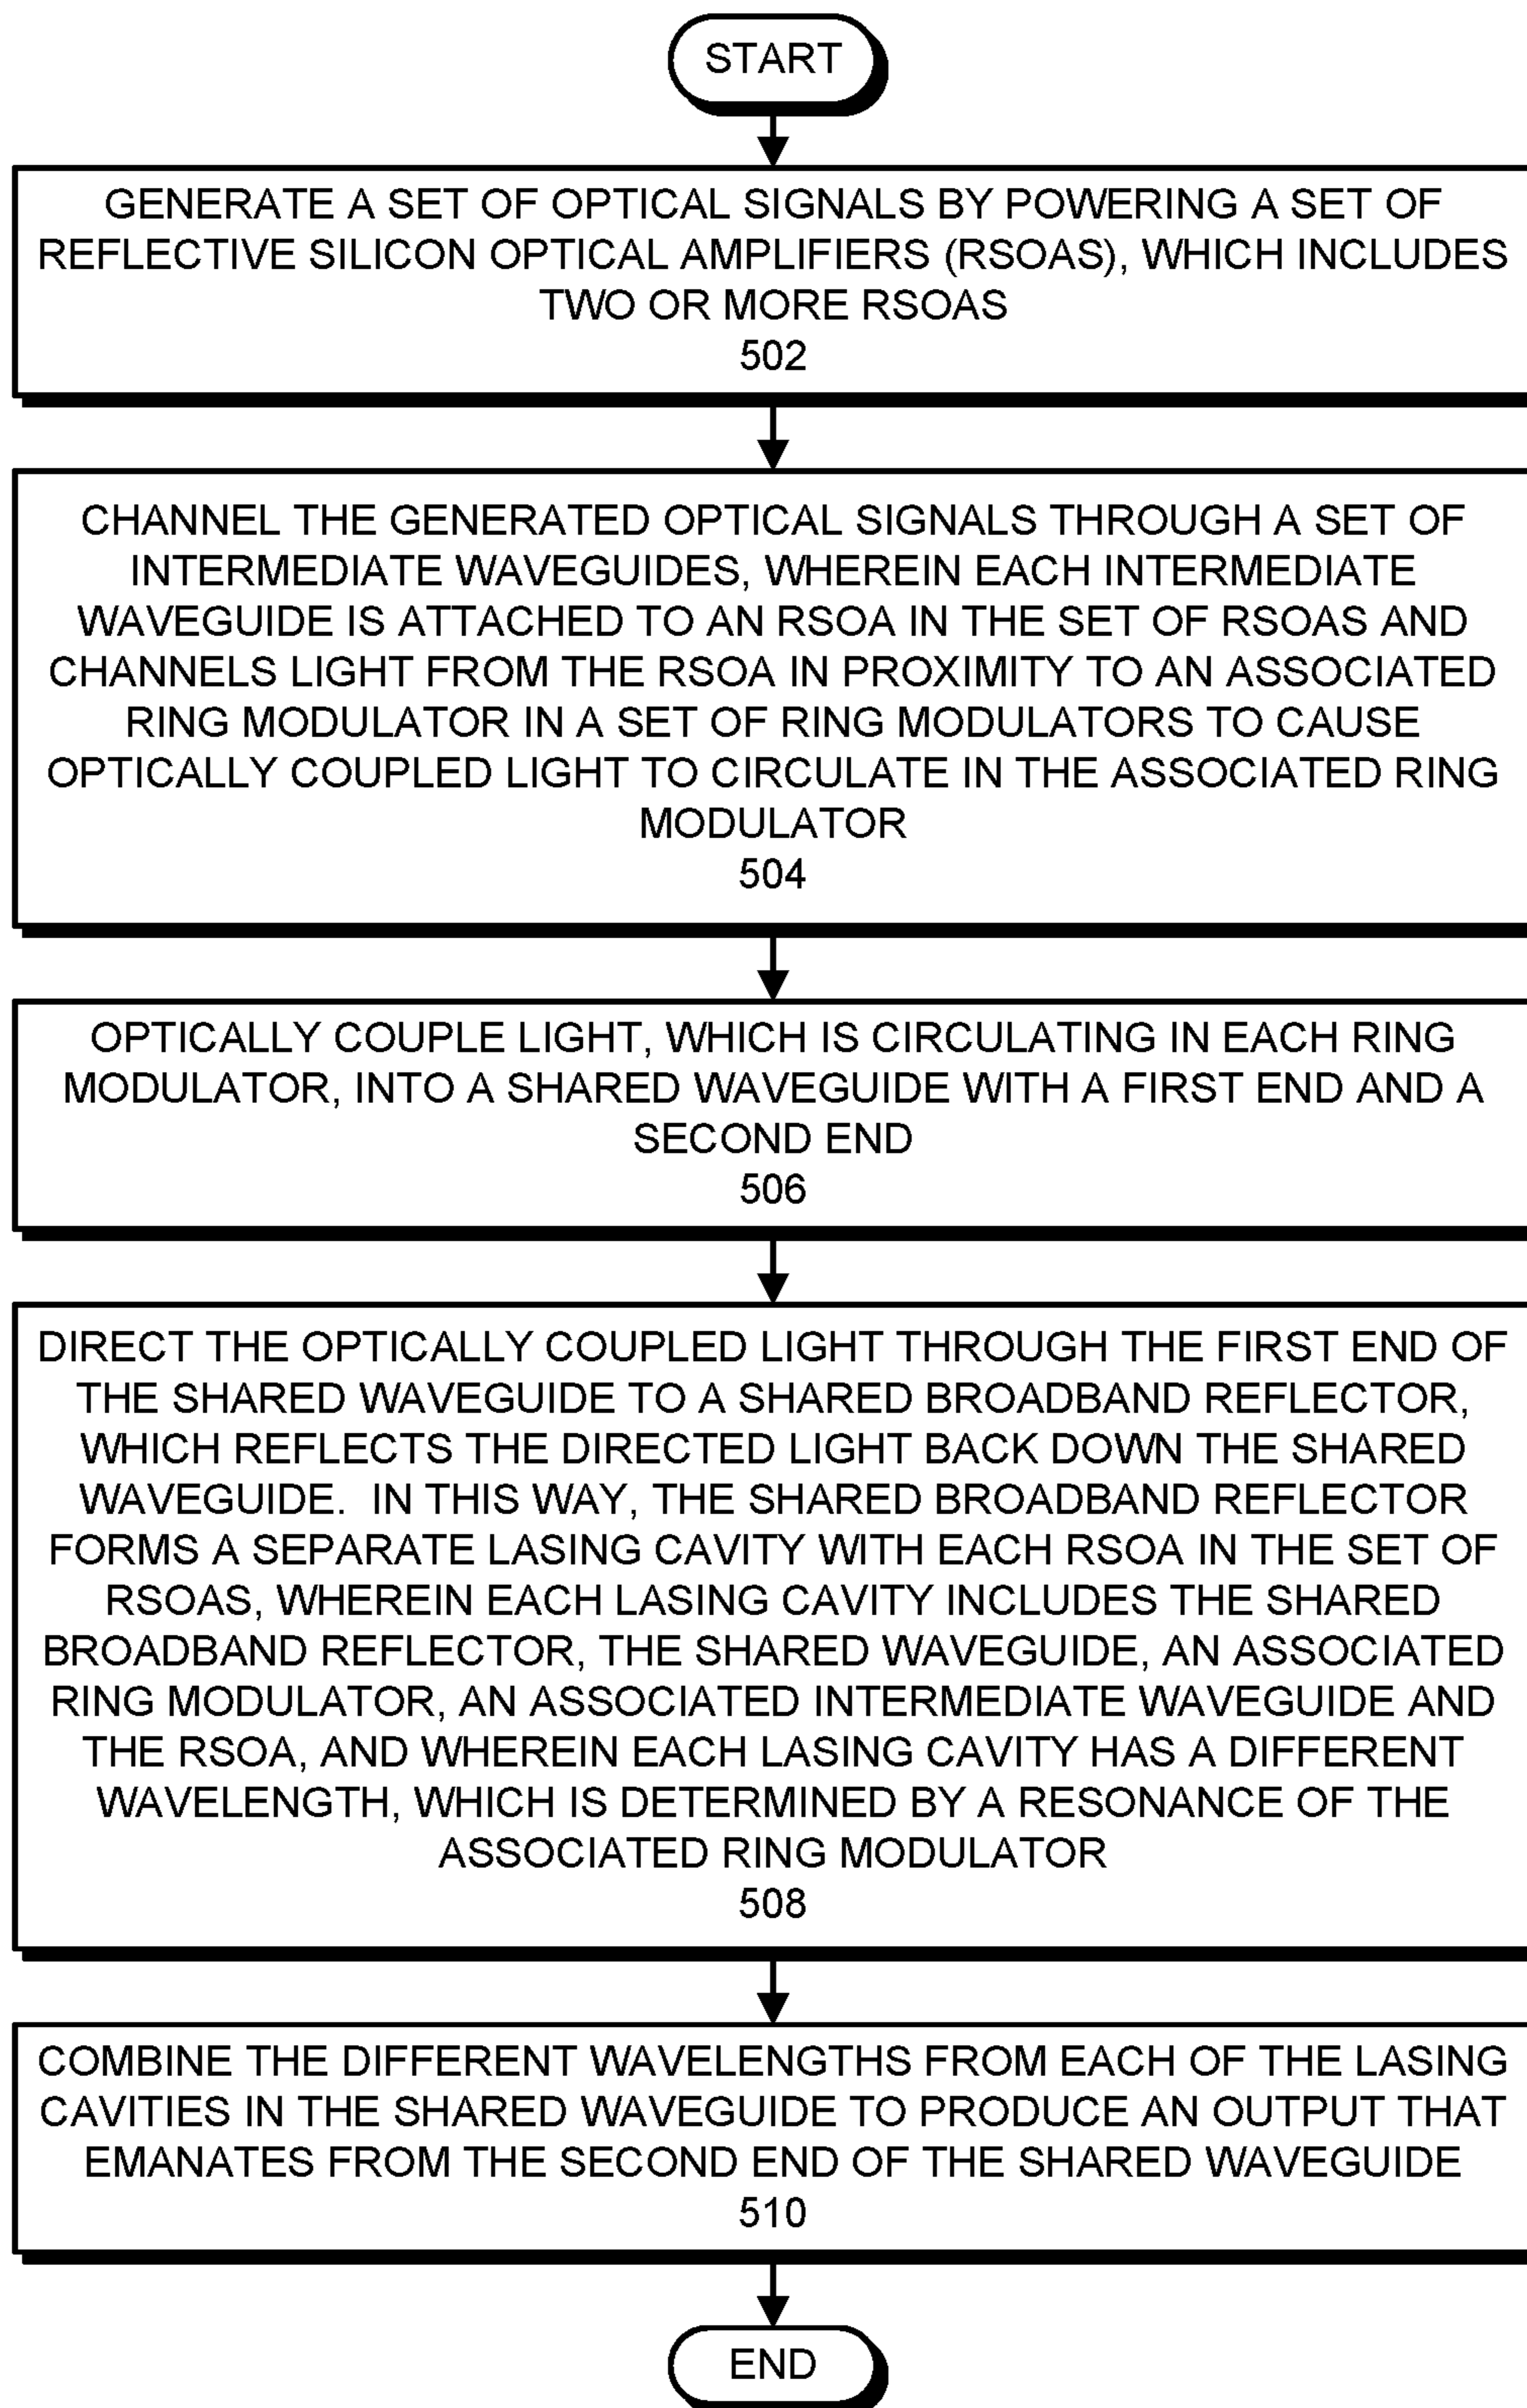 START
GENERATE A SET OF OPTICAL SIGNALS BY POWERING A SET OF
REFLECTIVE SILICON OPTICAL AMPLIFIERS (RSOAS), WHICH INCLUDES
TWO OR MORE RSOAS
502
CHANNEL THE GENERATED OPTICAL SIGNALS THROUGH A SET OF
INTERMEDIATE WAVEGUIDES, WHEREIN EACH INTERMEDIATE
WAVEGUIDE IS ATTACHED TO AN RSOA IN THE SET OF RSOAS AND
CHANNELS LIGHT FROM THE RSOA IN PROXIMITY TO AN ASSOCIATED
RING MODULATOR IN A SET OF RING MODULATORS TO CAUSE
OPTICALLY COUPLED LIGHT TO CIRCULATE IN THE ASSOCIATED RING
MODULATOR
504
OPTICALLY COUPLE LIGHT, WHICH IS CIRCULATING IN EACH RING
MODULATOR, INTO A SHARED WAVEGUIDE WITH A FIRST END AND A
SECOND END
506
DIRECT THE OPTICALLY COUPLED LIGHT THROUGH THE FIRST END OF
THE SHARED WAVEGUIDE TO A SHARED BROADBAND REFLECTOR,
WHICH REFLECTS THE DIRECTED LIGHT BACK DOWN THE SHARED
WAVEGUIDE. IN THIS WAY, THE SHARED BROADBAND REFLECTOR
FORMS A SEPARATE LASING CAVITY WITH EACH RSOA IN THE SET OF
RSOAS, WHEREIN EACH LASING CAVITY INCLUDES THE SHARED
BROADBAND REFLECTOR, THE SHARED WAVEGUIDE, AN ASSOCIATED
RING MODULATOR, AN ASSOCIATED INTERMEDIATE WAVEGUIDE AND
THE RSOA, AND WHEREIN EACH LASING CAVITY HAS A DIFFERENT
WAVELENGTH, WHICH IS DETERMINED BY A RESONANCE OF THE
ASSOCIATED RING MODULATOR
508
COMBINE THE DIFFERENT WAVELENGTHS FROM EACH OF THE LASING
CAVITIES IN THE SHARED WAVEGUIDE TO PRODUCE AN OUTPUT THAT
EMANATES FROM THE SECOND END OF THE SHARED WAVEGUIDE
510
END